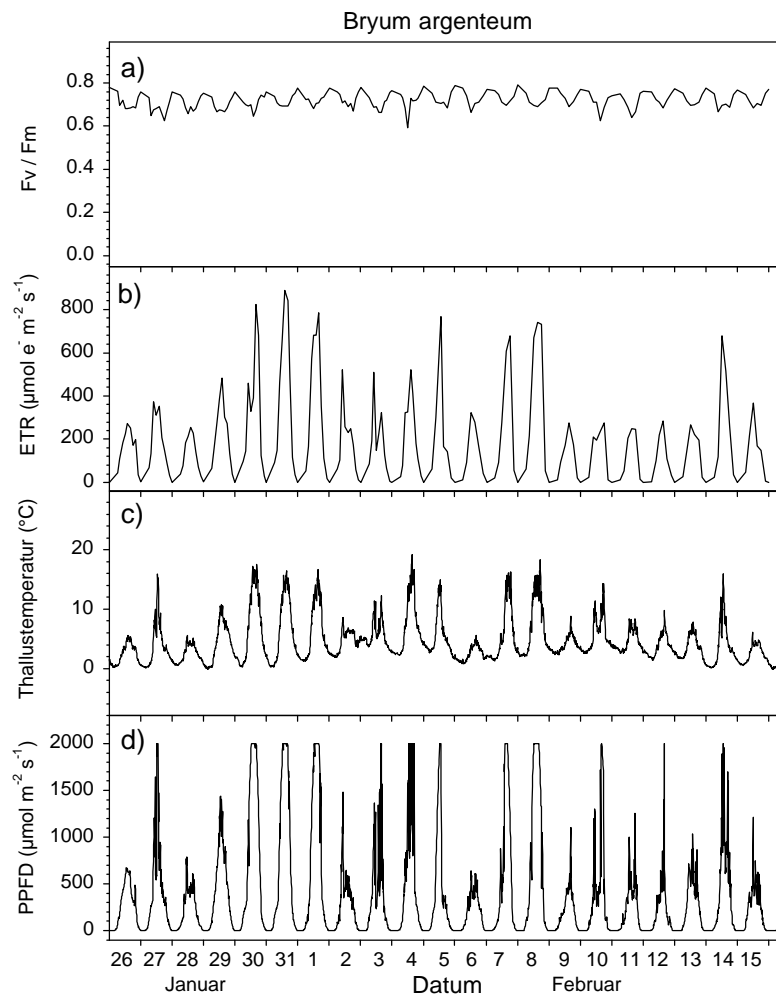 Bryum argenteum
a)
Fv / Fm
0.8
0.6
0.4
0.2
0.0
b)
ETR (µmol e⁻ m⁻² s⁻¹)
800
600
400
200
0
c)
Thallustemperatur (°C)
20
10
0
d)
PPFD (µmol m⁻² s⁻¹)
2000
1500
1000
500
0
26 27 28 29 30 31 1 2 3 4 5 6 7 8 9 10 11 12 13 14 15
Januar Datum Februar